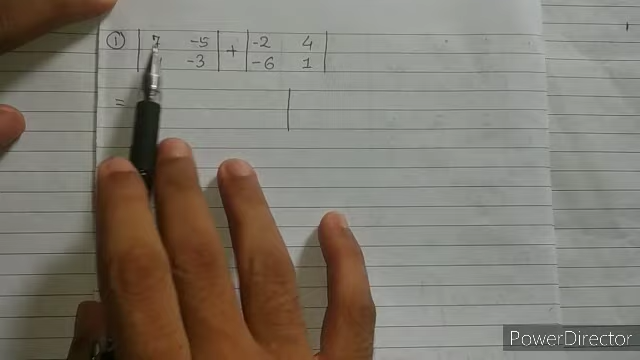 ① | 7 -5 | + | -2 4 |
| -3 | | -6 1 |
= |
PowerDirector